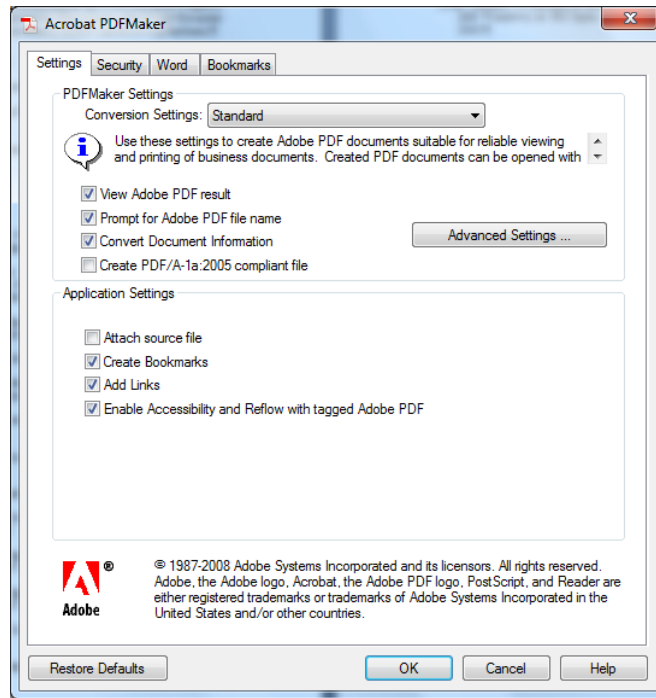 Acrobat PDFMaker
Settings Security Word Bookmarks
PDFMaker Settings
Conversion Settings: Standard
Use these settings to create Adobe PDF documents suitable for reliable viewing
and printing of business documents. Created PDF documents can be opened with
View Adobe PDF result
Prompt for Adobe PDF file name
Convert Document Information
Advanced Settings ...
Create PDF/A-1a:2005 compliant file
Application Settings
Attach source file
Create Bookmarks
Add Links
Enable Accessibility and Reflow with tagged Adobe PDF
® © 1987-2008 Adobe Systems Incorporated and its licensors. All rights reserved.
Adobe, the Adobe logo, Acrobat, the Adobe PDF logo, PostScript, and Reader are
either registered trademarks or trademarks of Adobe Systems Incorporated in the
United States and/or other countries.
Adobe
Restore Defaults OK Cancel Help